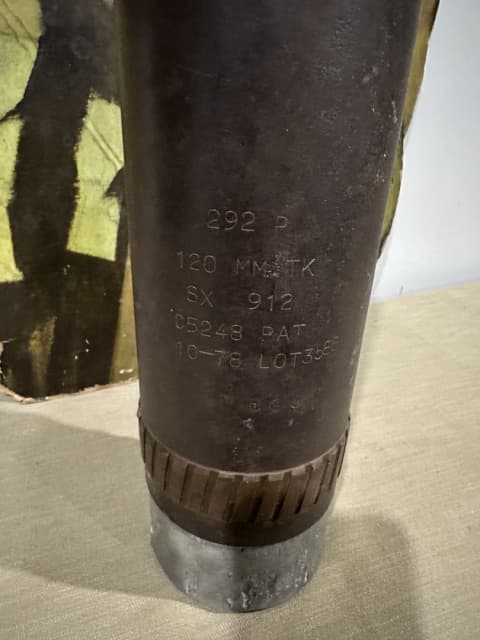 292 P
120 MM TK
SX 912
C5248 PAT
10-78 LOT